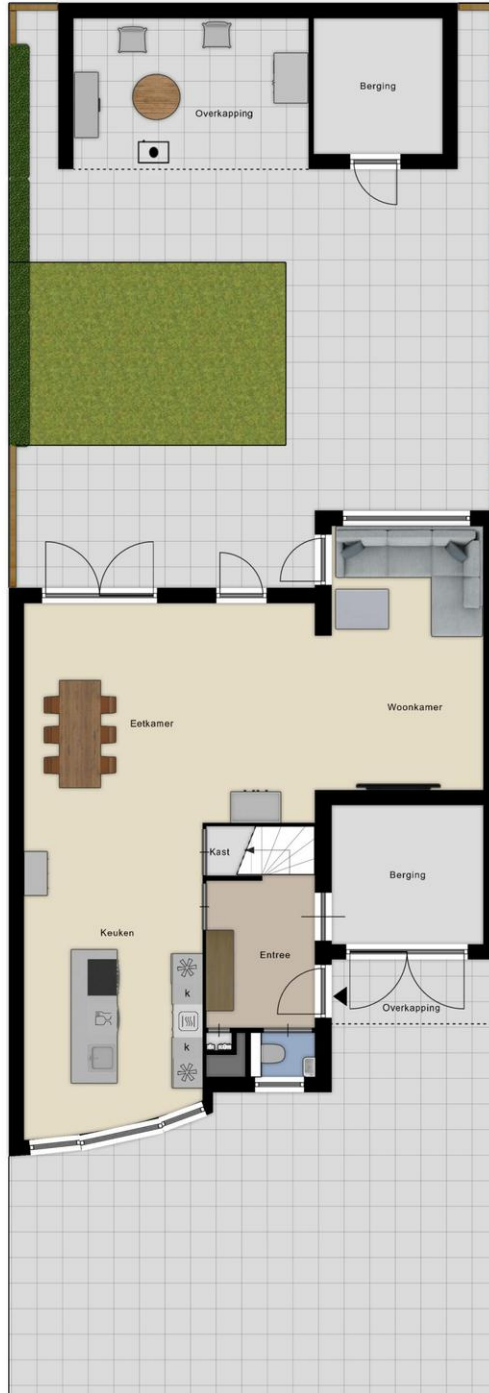 Berging
Overkapping
Woonkamer
Eetkamer
Kast
Berging
Keuken
Entree
k
Overkapping
k